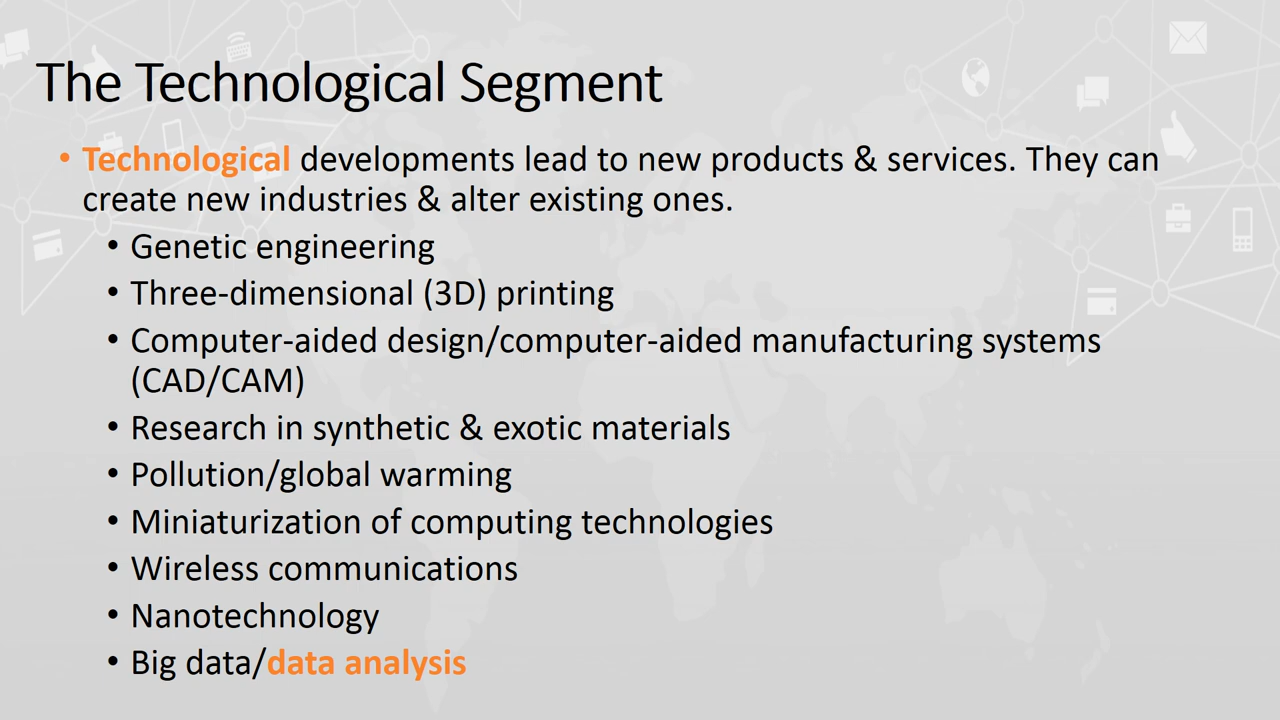 The Technological Segment
• Technological developments lead to new products & services. They can
create new industries & alter existing ones.
• Genetic engineering
• Three-dimensional (3D) printing
• Computer-aided design/computer-aided manufacturing systems
(CAD/CAM)
• Research in synthetic & exotic materials
• Pollution/global warming
• Miniaturization of computing technologies
• Wireless communications
• Nanotechnology
• Big data/data analysis